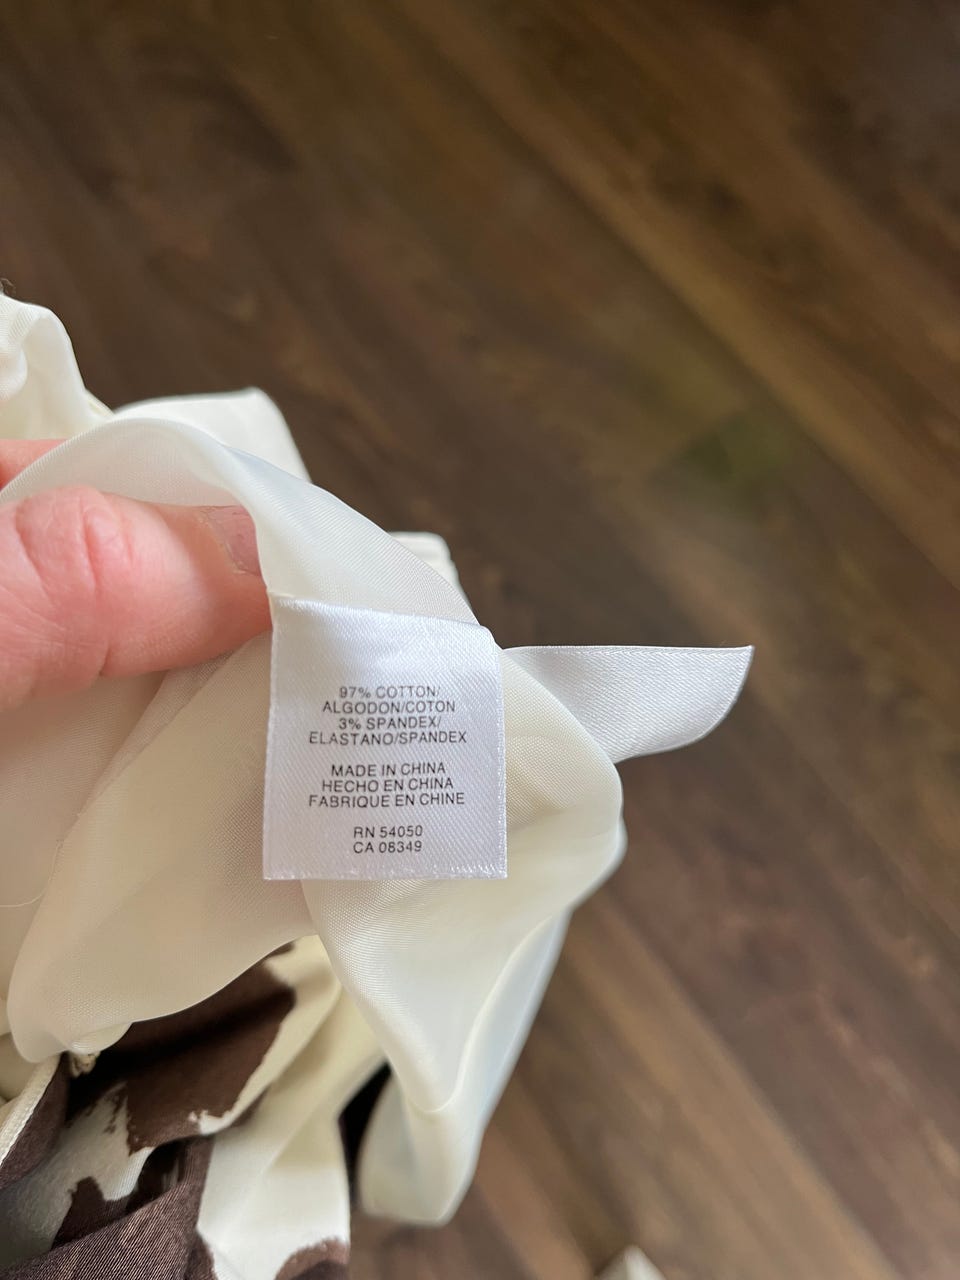 97% COTTON/
ALGODON/COTON
3% SPANDEX/
ELASTANO/SPANDEX
MADE IN CHINA
HECHO EN CHINA
FABRIQUE EN CHINE
RN 54050
CA 08349